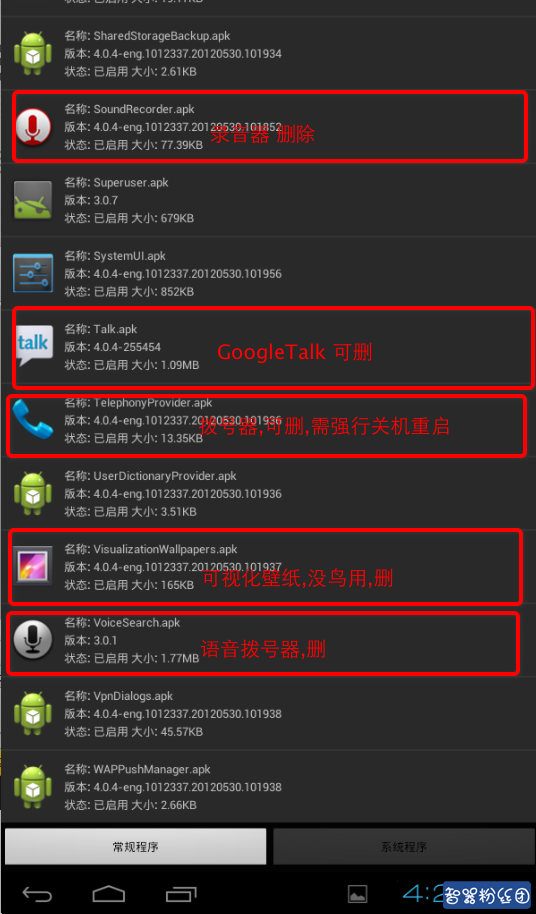 名称: SharedStorageBackup.apk
版本: 4.0.4-eng.1012337.20120530.101934
状态: 已启用 大小: 2.61KB
名称: SoundRecorder.apk
版本: 4.0.4-eng.1012337.20120530.101852
录音器 删除
状态: 已启用 大小: 77.39KB
名称: Superuser.apk
版本: 3.0.7
状态: 已启用 大小: 679KB
名称: SystemUI.apk
版本: 4.0.4-eng.1012337.20120530.101956
状态: 已启用 大小: 852KB
名称: Talk.apk
talk
版本: 4.0.4-255454
GoogleTalk 可删
状态: 已启用 大小: 1.09MB
名称: TelephonyProvider.apk
版本: 4.0.4-eng.1012337.20120530.101936
拨号器,可删,需强行关机重启
状态: 已启用 大小: 13.35KB
名称: UserDictionaryProvider.apk
版本: 4.0.4-eng.1012337.20120530.101936
状态: 已启用 大小: 3.51KB
名称: VisualizationWallpapers.apk
版本: 4.0.4-eng.1012337.20120530.101937
可视化壁纸,没鸟用,删
状态: 已启用 大小: 165KB
名称: VoiceSearch.apk
版本: 3.0.1
语音拨号器,删
状态: 已启用 大小: 1.77MB
名称: VpnDialogs.apk
版本: 4.0.4-eng.1012337.20120530.101938
状态: 已启用 大小: 45.57KB
名称: WAPPushManager.apk
版本: 4.0.4-eng.1012337.20120530.101938
状态: 已启用 大小: 2.66KB
常规程序 系统程序
4:2 智器粉丝团